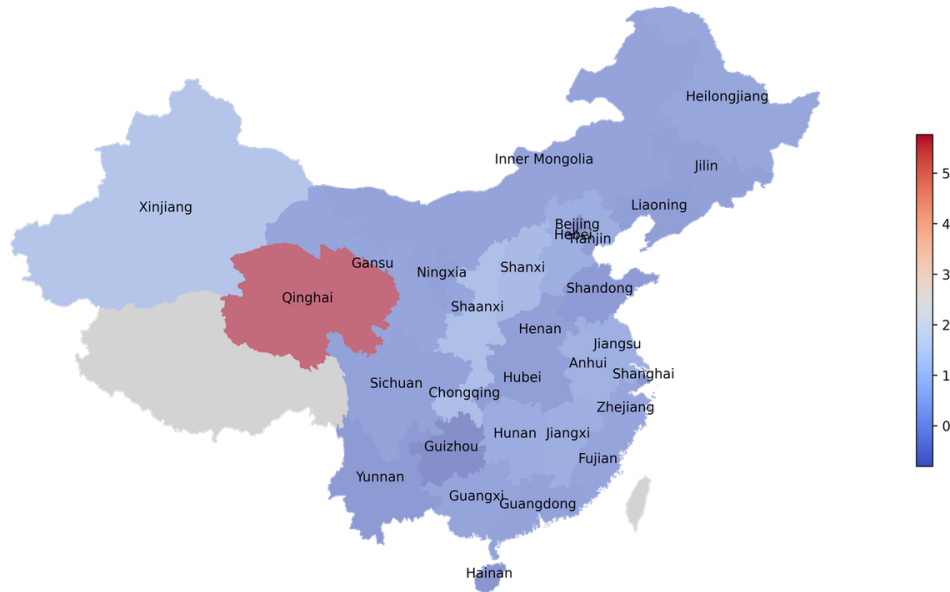 Heilongjiang
Inner Mongolia
Jilin
Xinjiang
Liaoning
Beijing
Hebei
Tianjin
Gansu
Ningxia
Shanxi
Qinghai
Shandong
Shaanxi
Henan
Jiangsu
Anhui
Shanghai
Sichuan
Hubei
Chongqing
Zhejiang
Hunan
Jiangxi
Guizhou
Fujian
Yunnan
Guangxi
Guangdong
Hainan
5
4
3
2
1
0